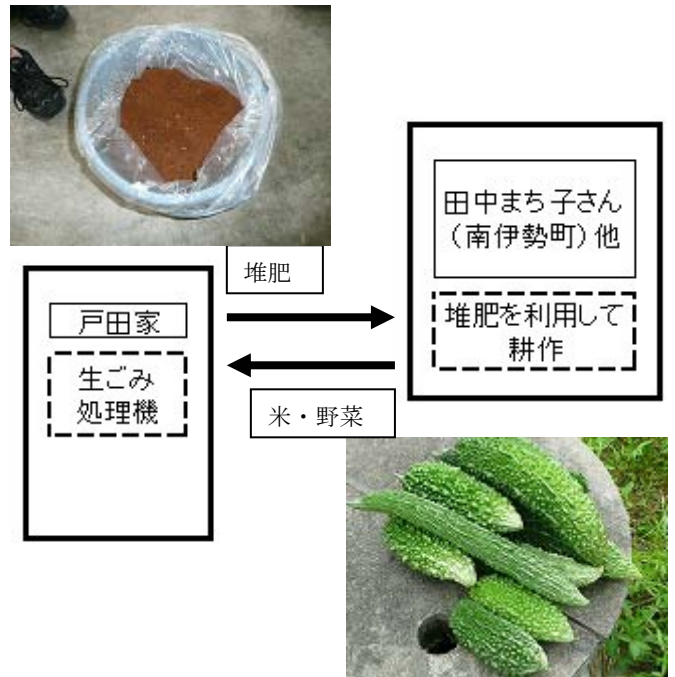 堆肥
戸田家
生ごみ
処理機
田中まち子さん
（南伊勢町）他
堆肥を利用して
耕作
米・野菜